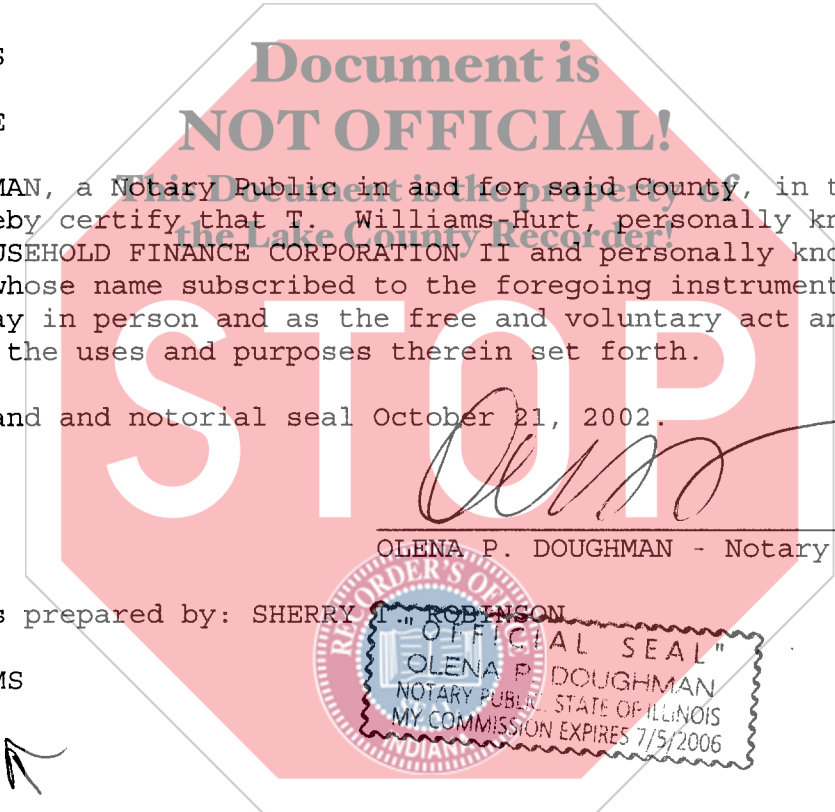 S
Document is
E
NOT OFFICIAL!
MAN, a Notary Public in and for said County, in t
This Document is the property of
eby certify that T. Williams-Hurt, personally kn
the Lake County Recorder!
USEHOLD FINANCE CORPORATION II and personally kno
whose name subscribed to the foregoing instrument
ay in person and as the free and voluntary act an
the uses and purposes therein set forth.
and and notorial seal October 21, 2002.
STOP
OLENA P. DOUGHMAN - Notary
s prepared by: SHERRY T. ROBINSON
MS
RECORDER'S OFFICE
SEAL
INDIANA
"OFFICIAL SEAL"
OLENA P. DOUGHMAN
NOTARY PUBLIC STATE OF ILLINOIS
MY COMMISSION EXPIRES 7/5/2006